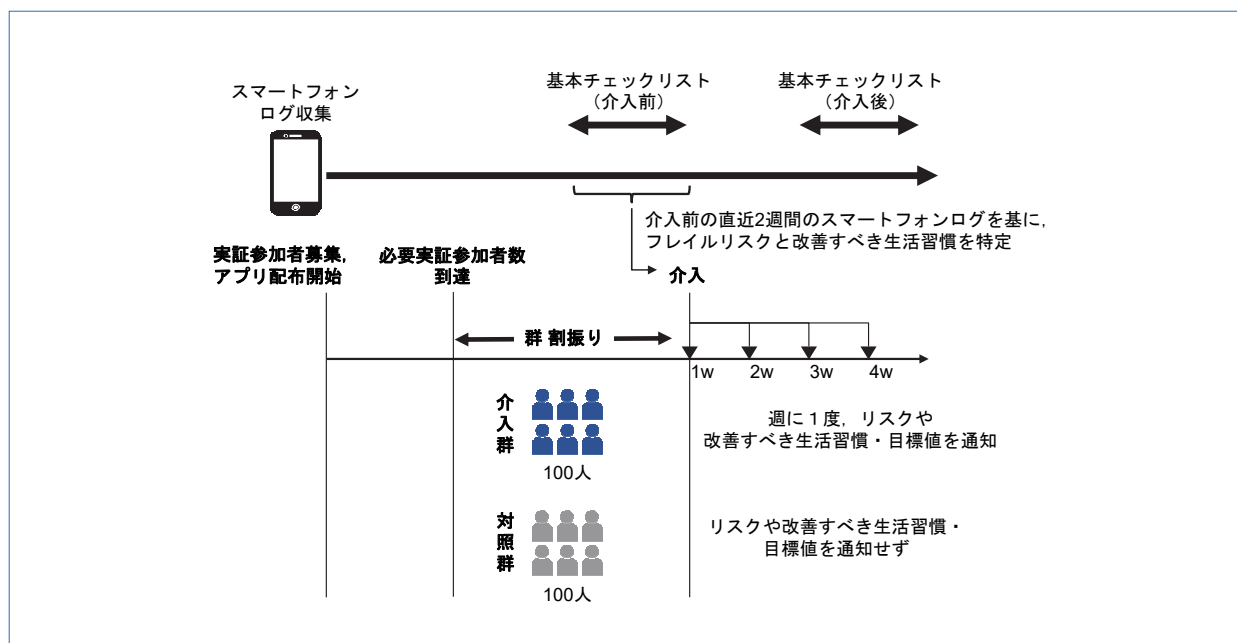 スマートフォン
ログ収集
基本チェックリスト
（介入前）
基本チェックリスト
（介入後）
介入前の直近2週間のスマートフォンログを基に，
フレイルリスクと改善すべき生活習慣を特定
実証参加者募集，
アプリ配布開始
必要実証参加者数
到達
介入
群 割振り
1w
2w
3w
4w
介入群
100人
週に１度，リスクや
改善すべき生活習慣・目標値を通知
対照群
100人
リスクや改善すべき生活習慣・
目標値を通知せず